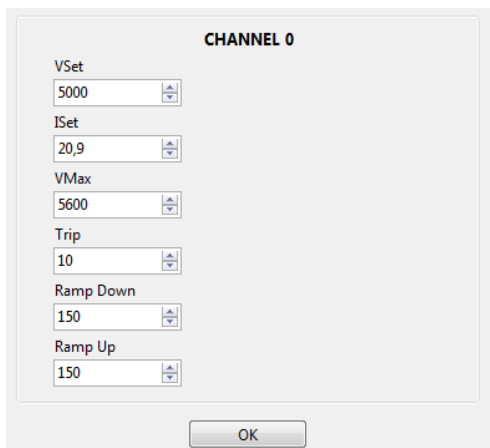 CHANNEL 0
VSet
5000
ISet
20,9
VMax
5600
Trip
10
Ramp Down
150
Ramp Up
150
OK